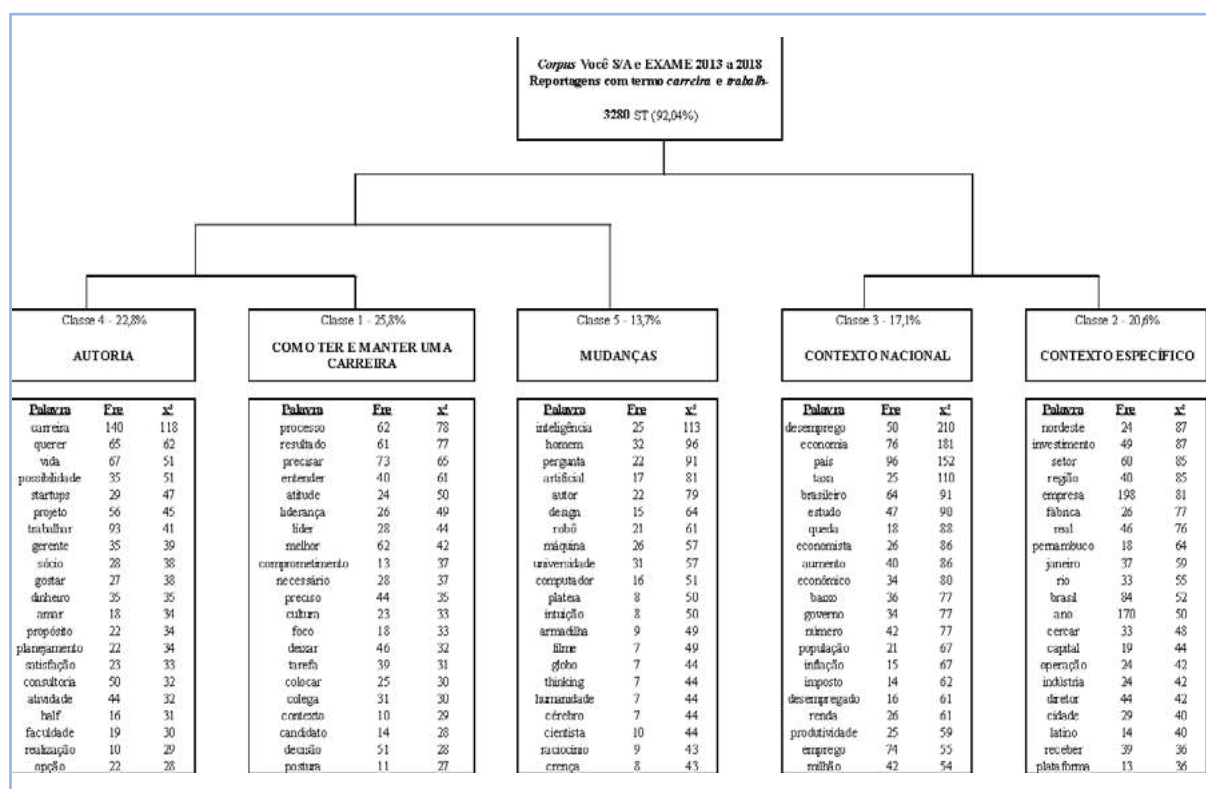 Corpus Você S/A e EXAME 2013 a 2018
Reportagens com termo carreira e trabalh-
3280 ST (92,04%)
Classe 4 - 22,8%
AUTORIA
Classe 1 - 25,8%
COMO TER E MANTER UMA
CARREIRA
Classe 5 - 13,7%
MUDANÇAS
Classe 3 - 17,1%
CONTEXTO NACIONAL
Classe 2 - 20,6%
CONTEXTO ESPECÍFICO
Palavra Fre x²
carreira 140 118
querer 65 62
vida 67 51
possibilidade 35 51
startups 29 47
projeto 56 45
trabalhar 93 41
gerente 35 39
sócio 28 38
gostar 27 38
dinheiro 35 35
amar 18 34
propósito 22 34
planejamento 22 34
satisfação 23 33
consultoria 50 32
atividade 44 32
half 16 31
faculdade 19 30
realização 10 29
opção 22 28
Palavra Fre x²
processo 62 78
resultado 61 77
precisar 73 65
entender 40 61
atitude 24 50
liderança 26 49
líder 28 44
melhor 62 42
comprometimento 13 37
necessário 28 37
preciso 44 35
cultura 23 33
foco 18 33
deixar 46 32
tarefa 39 31
colocar 25 30
colega 31 30
contexto 10 29
candidato 14 28
decisão 51 28
postura 11 27
Palavra Fre x²
inteligência 25 113
homem 32 96
pergunta 22 91
artificial 17 81
autor 22 79
design 15 64
robô 21 61
máquina 26 57
universidade 31 57
computador 16 51
plateia 8 50
intuição 8 50
armadilha 9 49
filme 7 49
globo 7 44
thinking 7 44
humanidade 7 44
cérebro 7 44
cientista 10 44
raciocínio 9 43
crença 8 43
Palavra Fre x²
desemprego 50 210
economia 76 181
país 96 152
taxa 25 110
brasileiro 64 91
estudo 47 90
queda 18 88
economista 26 86
aumento 40 86
econômico 34 80
baixo 36 77
governo 34 77
número 42 77
população 21 67
inflação 15 67
imposto 14 62
desempregado 16 61
renda 26 61
produtividade 25 59
emprego 74 55
milhão 42 54
Palavra Fre x²
nordeste 24 87
investimento 49 87
setor 60 85
região 40 85
empresa 198 81
fábrica 26 77
real 46 76
pernambuco 18 64
janeiro 37 59
rio 33 55
brasil 84 52
ano 170 50
cercar 33 48
capital 19 44
operação 24 42
indústria 24 42
diretor 44 42
cidade 29 40
latino 14 40
receber 39 36
plataforma 13 36